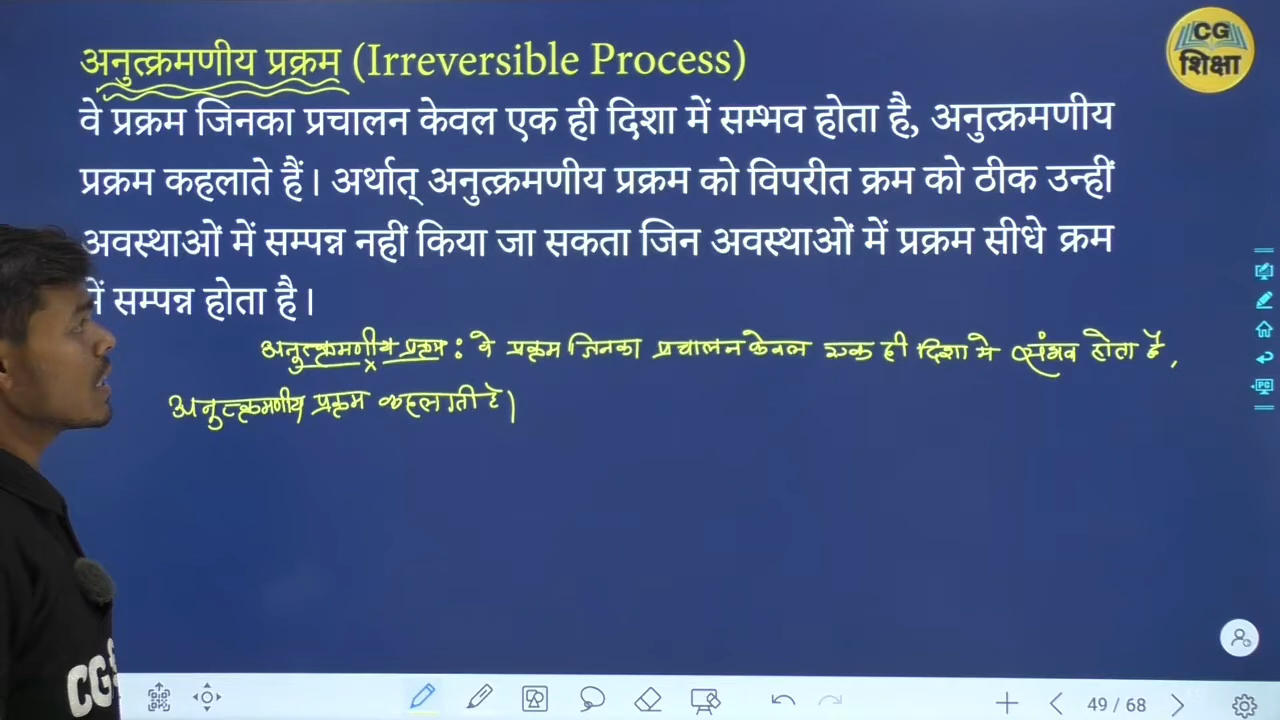 CG
शिक्षा
अनुत्क्रमणीय प्रक्रम (Irreversible Process)
वे प्रक्रम जिनका प्रचालन केवल एक ही दिशा में सम्भव होता है, अनुत्क्रमणीय
प्रक्रम कहलाते हैं। अर्थात् अनुत्क्रमणीय प्रक्रम को विपरीत क्रम को ठीक उन्हीं
अवस्थाओं में सम्पन्न नहीं किया जा सकता जिन अवस्थाओं में प्रक्रम सीधे क्रम
में सम्पन्न होता है।
अनुत्क्रमणीय प्रक्रम : वे प्रक्रम जिनका प्रचालन केवल एक ही दिशा मे संभव होता है,
अनुत्क्रमणीय प्रक्रम कहलाती है।
PC
CG
49 / 68